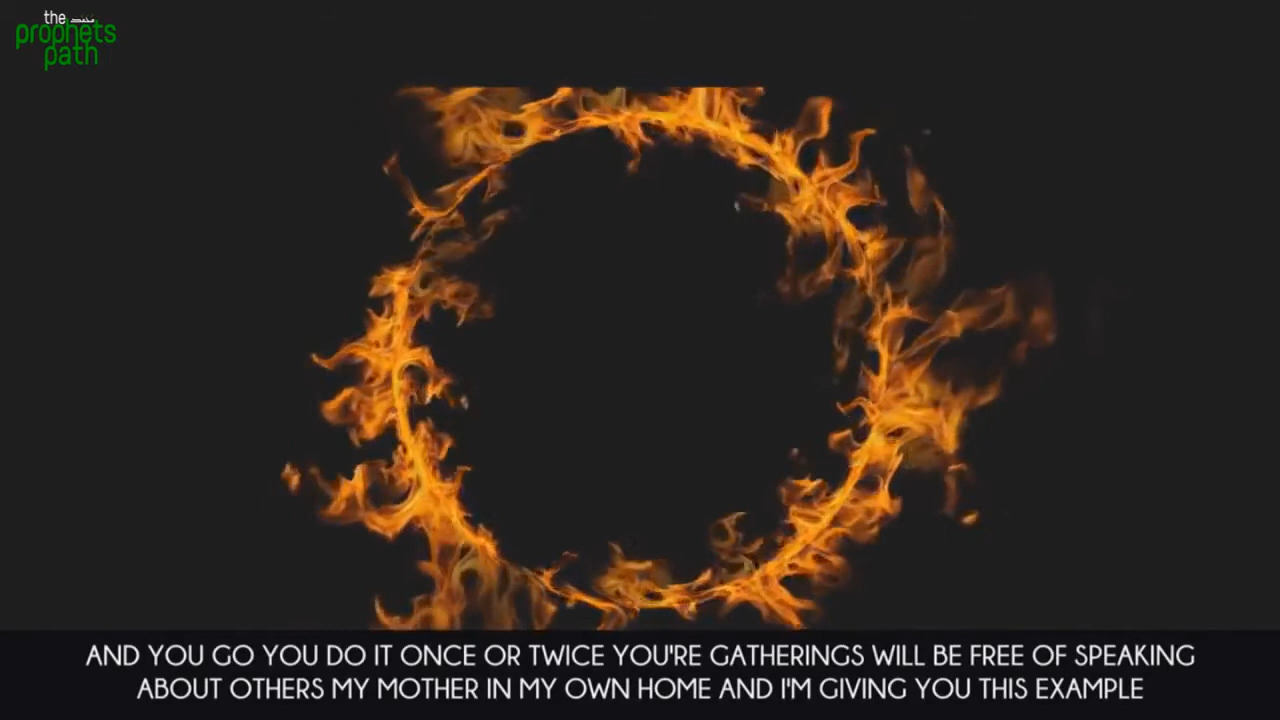 the
prophets
path
AND YOU GO YOU DO IT ONCE OR TWICE YOU'RE GATHERINGS WILL BE FREE OF SPEAKING
ABOUT OTHERS MY MOTHER IN MY OWN HOME AND I'M GIVING YOU THIS EXAMPLE